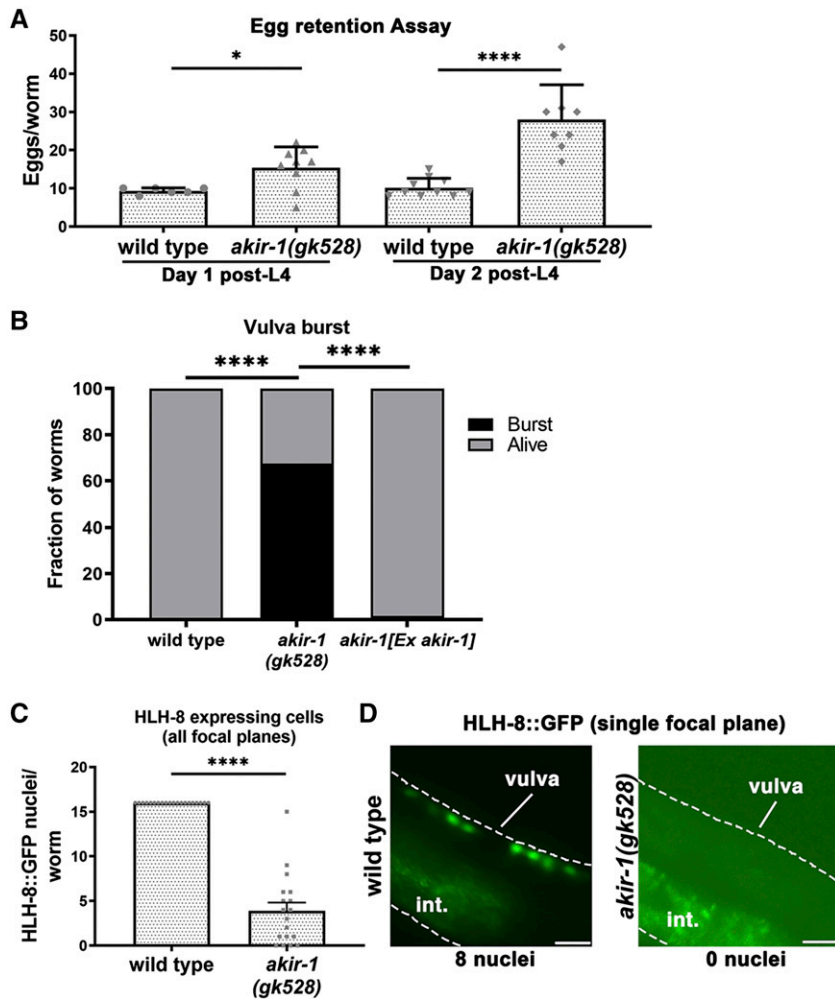 A
Egg retention Assay
*
****
50
40
30
20
10
0
Eggs/worm
wild type
akir-1(gk528)
wild type
akir-1(gk528)
Day 1 post-L4
Day 2 post-L4
B
Vulva burst
****
****
100
80
60
40
20
0
Fraction of worms
Burst
Alive
wild type
akir-1
(gk528)
akir-1[Ex akir-1]
C
HLH-8 expressing cells
(all focal planes)
****
20
15
10
5
0
HLH-8::GFP nuclei/
worm
wild type
akir-1
(gk528)
D
HLH-8::GFP (single focal plane)
wild type
vulva
int.
8 nuclei
akir-1(gk528)
vulva
int.
0 nuclei